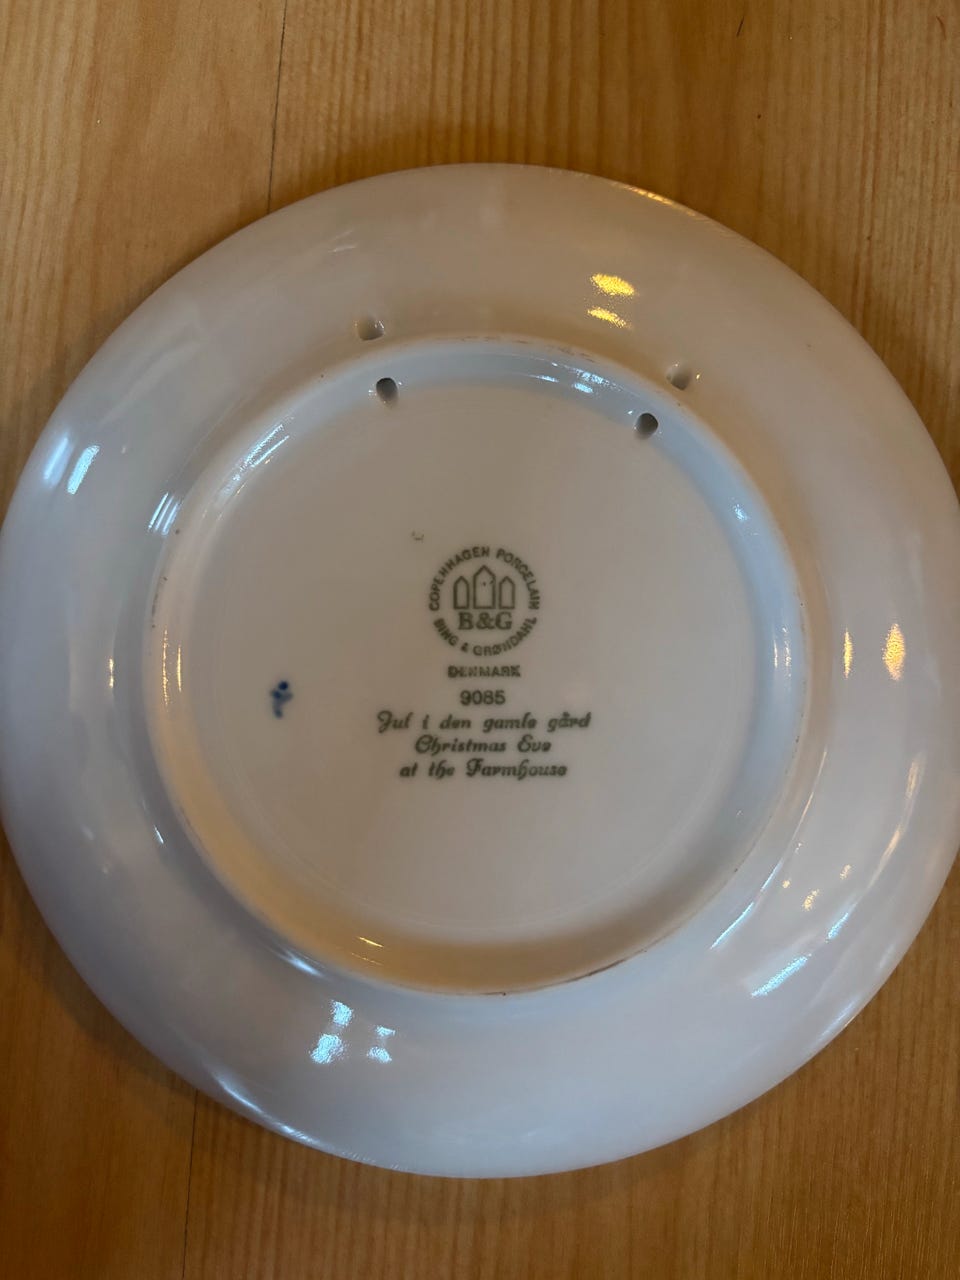 COPENHAGEN PORCELAIN
B&G
BING & GRØNDAHL
DENMARK
9085
Jul i den gamle gård
Christmas Eve
at the Farmhouse